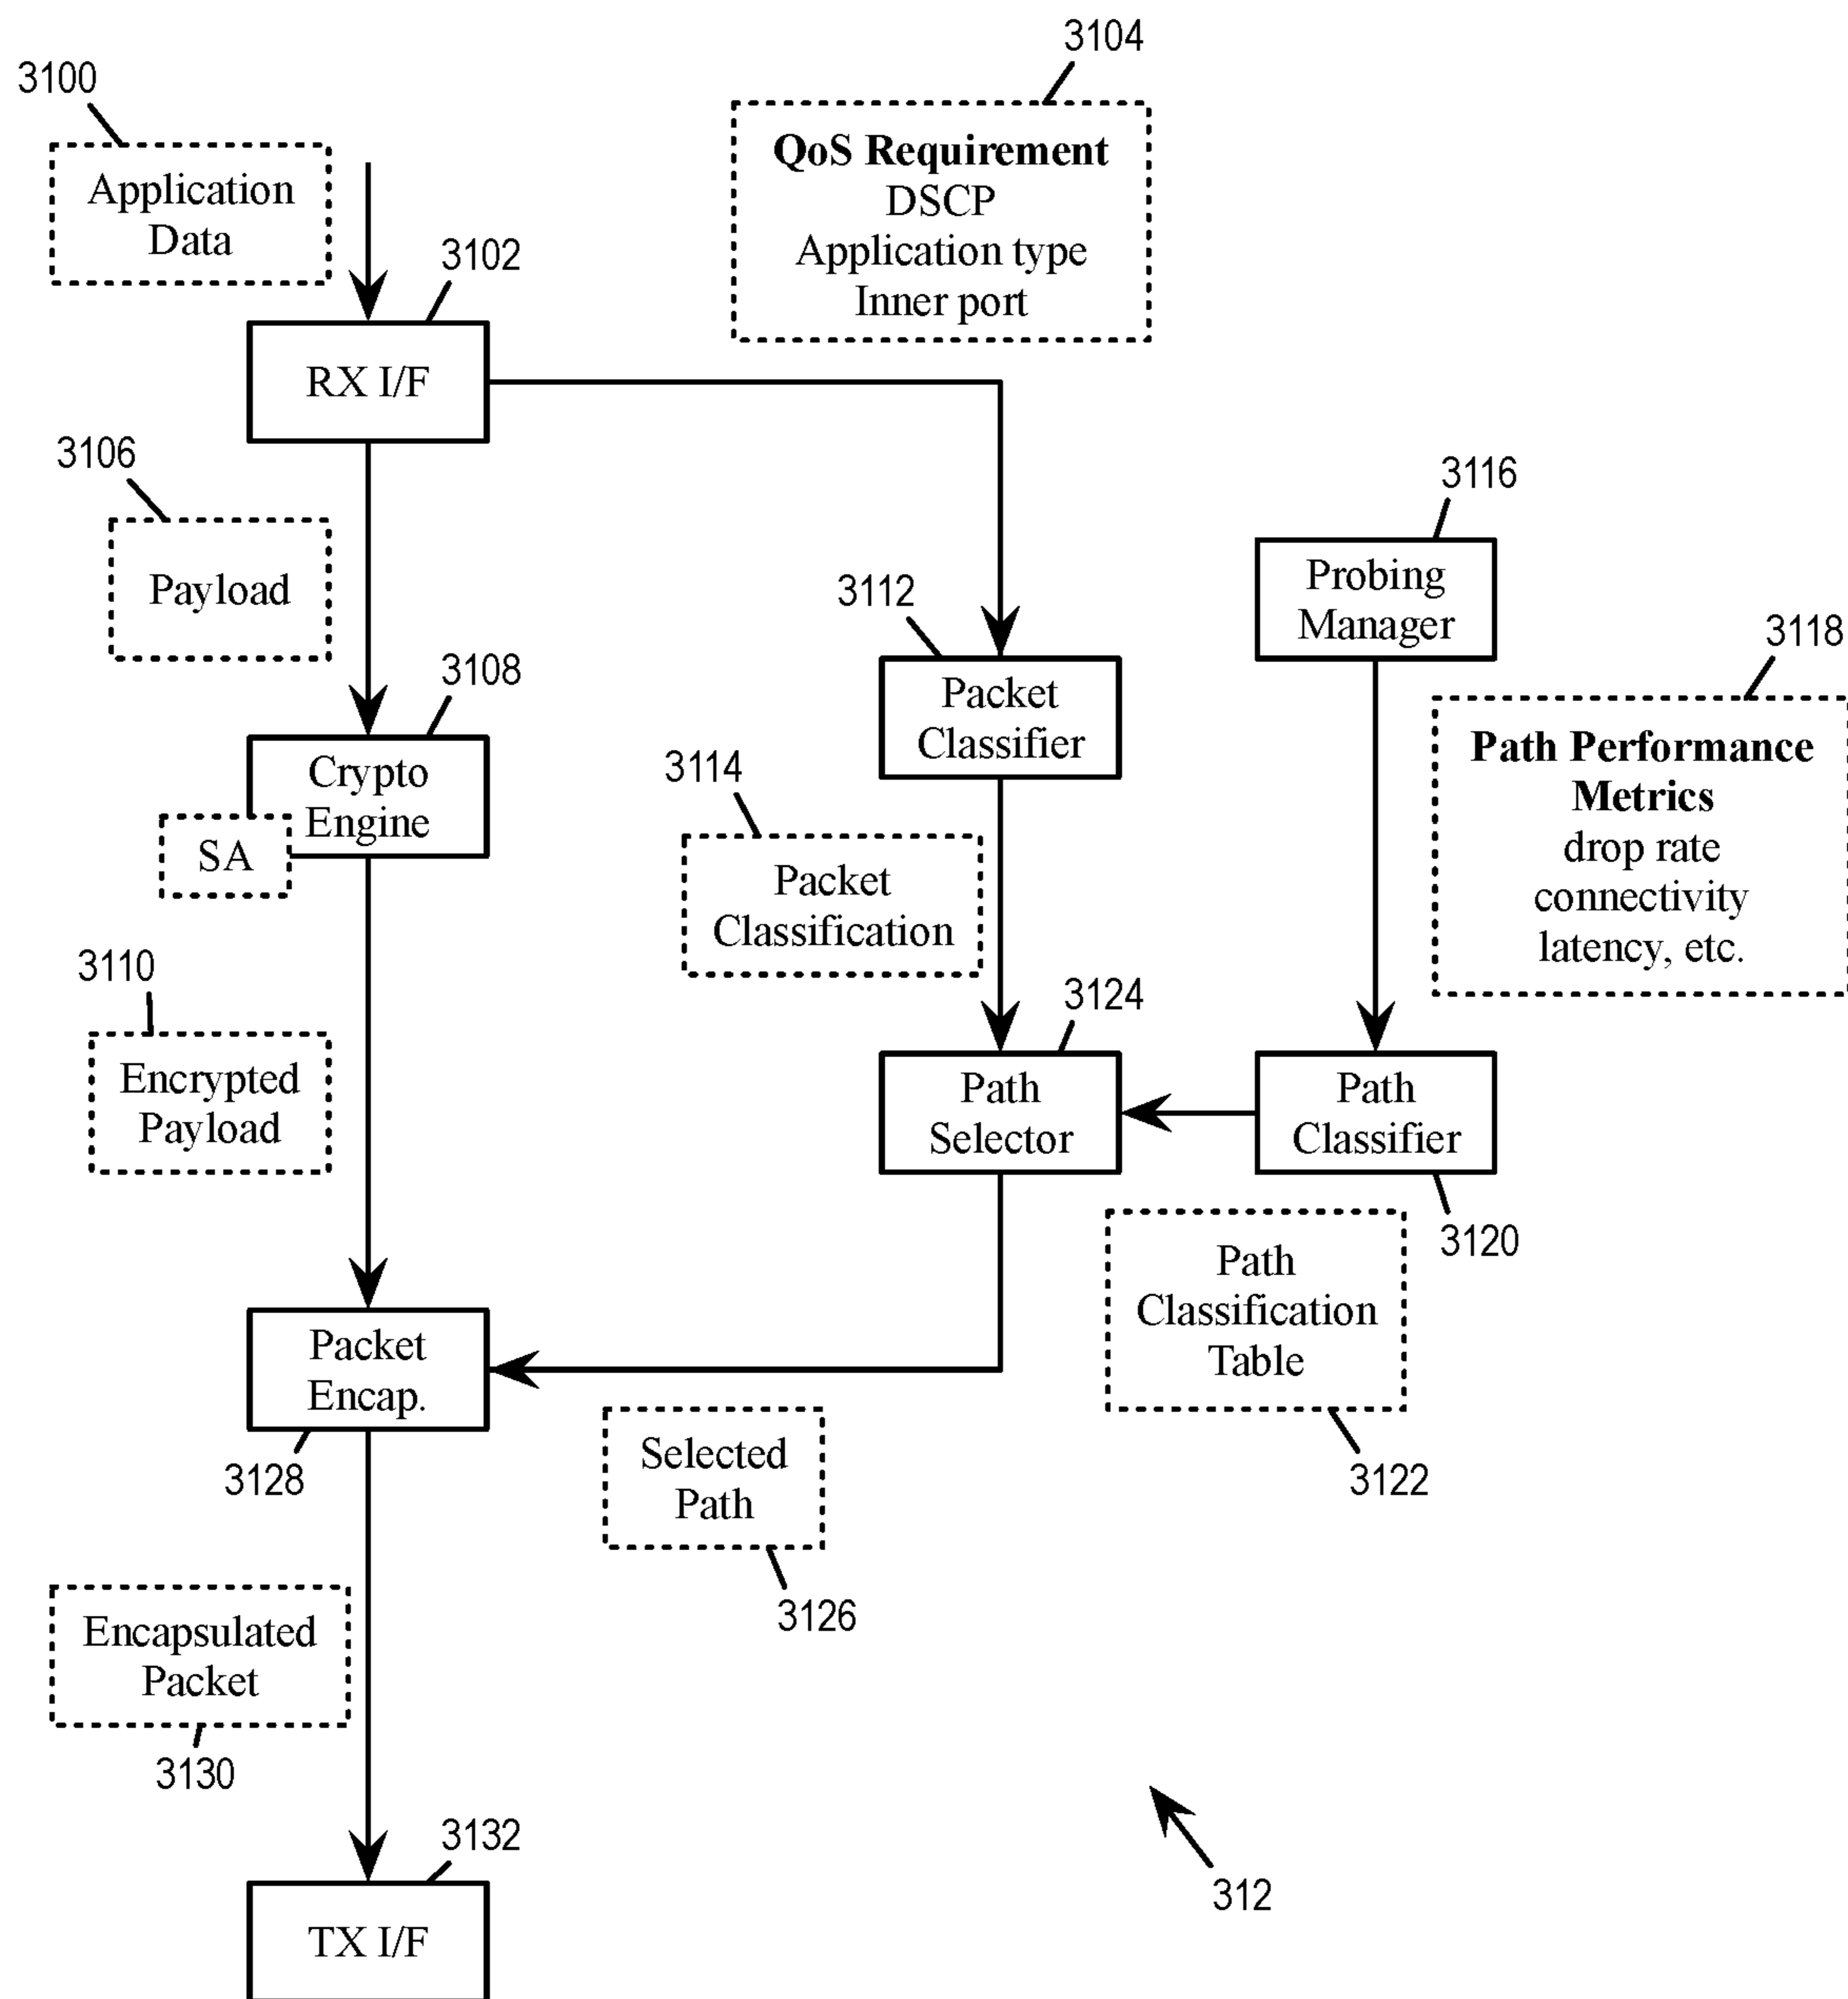 3104
3100
QoS Requirement
DSCP
Application type
Inner port
Application
Data
3102
RX I/F
3106
3116
Payload
Probing
Manager
3112
3118
3108
Packet
Classifier
Path Performance
Metrics
drop rate
connectivity
latency, etc.
Crypto
Engine
SA
3114
Packet
Classification
3110
3124
Encrypted
Payload
Path
Selector
Path
Classifier
3120
Path
Classification
Table
Packet
Encap.
3128
Selected
Path
3122
3126
Encapsulated
Packet
3130
3132
312
TX I/F